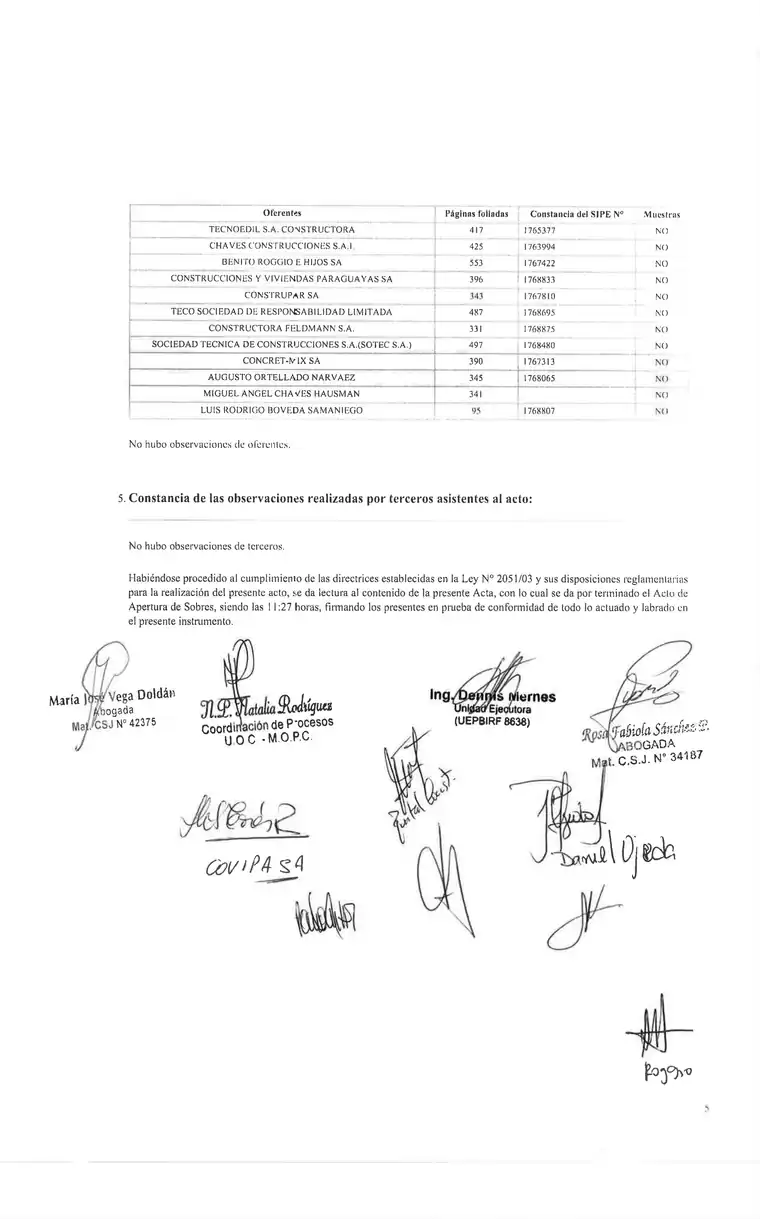 Oferentes Páginas foliadas Constancia del SIPE Nº Muestras
TECNOEDIL S.A. CONSTRUCTORA 417 1765377 NO
CHAVES CONSTRUCCIONES S.A.I. 425 1763994 NO
BENITO ROGGIO E HIJOS SA 553 1767422 NO
CONSTRUCCIONES Y VIVIENDAS PARAGUAYAS SA 396 1768833 NO
CONSTRUPAR SA 343 1767810 NO
TECO SOCIEDAD DE RESPONSABILIDAD LIMITADA 487 1768695 NO
CONSTRUCTORA FELDMANN S.A. 331 1768875 NO
SOCIEDAD TECNICA DE CONSTRUCCIONES S.A.(SOTEC S.A.) 497 1768480 NO
CONCRET-MIX SA 390 1767313 NO
AUGUSTO ORTELLADO NARVAEZ 345 1768065 NO
MIGUEL ANGEL CHAVES HAUSMAN 341 NO
LUIS RODRIGO BOVEDA SAMANIEGO 95 1768807 NO
No hubo observaciones de oferentes.
5. Constancia de las observaciones realizadas por terceros asistentes al acto:
No hubo observaciones de terceros.
Habiéndose procedido al cumplimiento de las directrices establecidas en la Ley Nº 2051/03 y sus disposiciones reglamentarias
para la realización del presente acto, se da lectura al contenido de la presente Acta, con lo cual se da por terminado el Acto de
Apertura de Sobres, siendo las 11:27 horas, firmando los presentes en prueba de conformidad de todo lo actuado y labrado en
el presente instrumento.
María José Vega Doldán
Abogada
Mat. CSJ Nº 42375
N.P. Natalia Rodríguez
Coordinación de Procesos
U.O.C - M.O.P.C.
Ing. Dennis Mernes
Unidad Ejecutora
(UEPBIRF 8638)
Rosa Fabiola Sánchez P.
ABOGADA
Mat. C.S.J. N° 34187
COVIPA SA
Daniel Ojeda
5